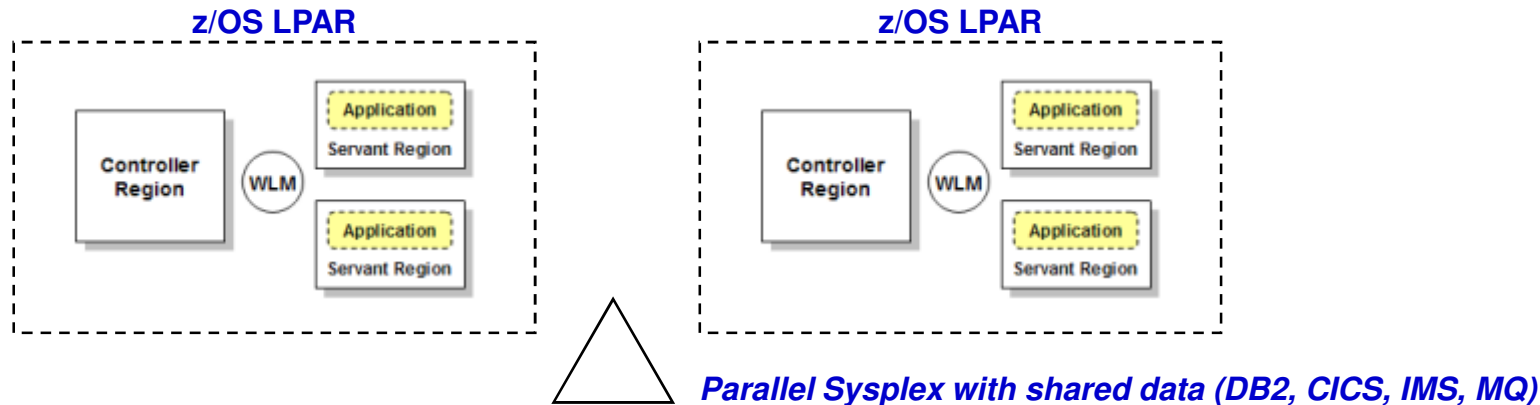 z/OS LPAR
Application
Servant Region
Controller
Region
WLM
Application
Servant Region
z/OS LPAR
Application
Servant Region
Controller
Region
WLM
Application
Servant Region
Parallel Sysplex with shared data (DB2, CICS, IMS, MQ)